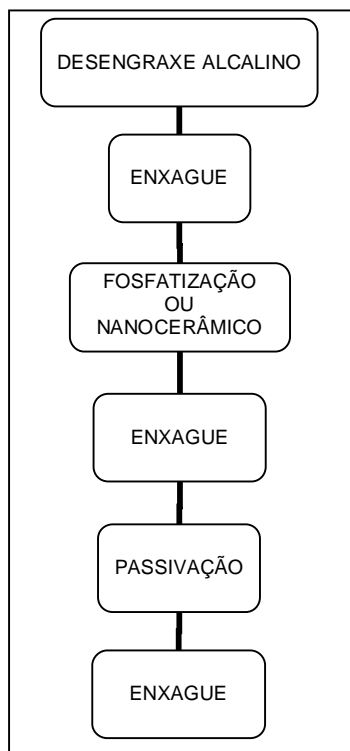 DESENGRAXE ALCALINO
ENXAGUE
FOSFATIZAÇÃO
OU
NANOCERÂMICO
ENXAGUE
PASSIVAÇÃO
ENXAGUE